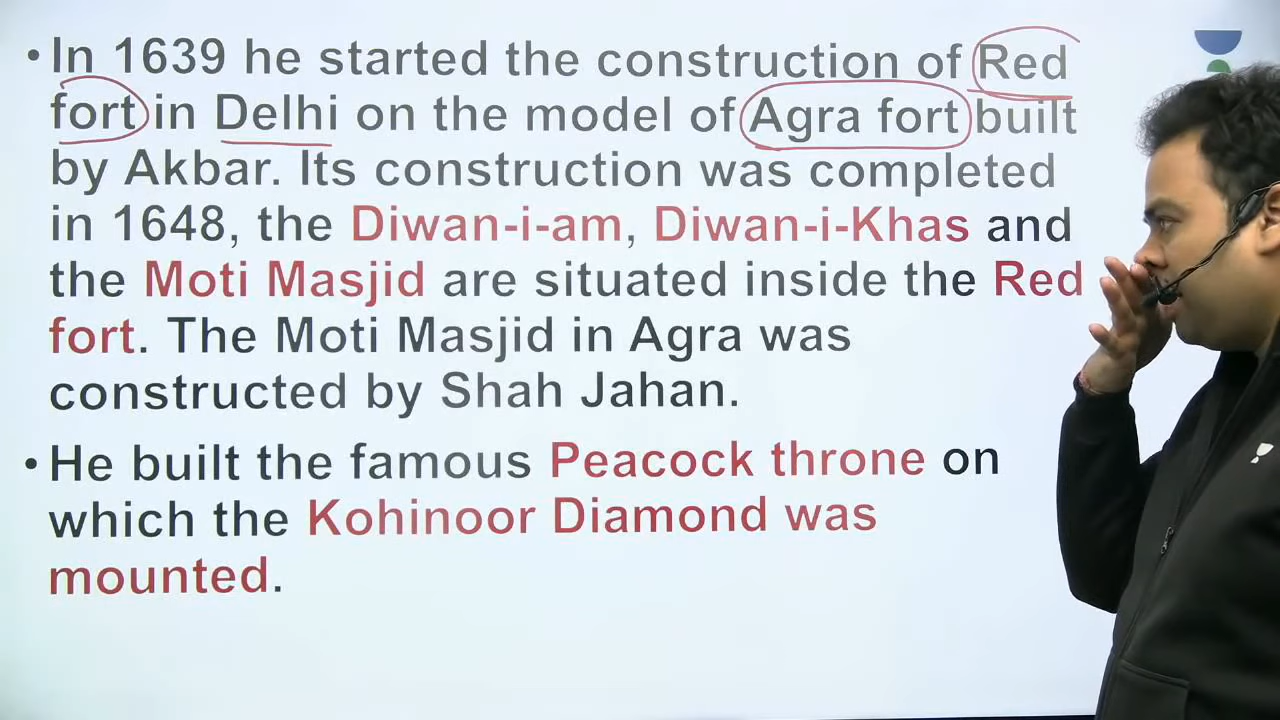 • In 1639 he started the construction of Red
fort in Delhi on the model of Agra fort built
by Akbar. Its construction was completed
in 1648, the Diwan-i-am, Diwan-i-Khas and
the Moti Masjid are situated inside the Red
fort. The Moti Masjid in Agra was
constructed by Shah Jahan.
• He built the famous Peacock throne on
which the Kohinoor Diamond was
mounted.